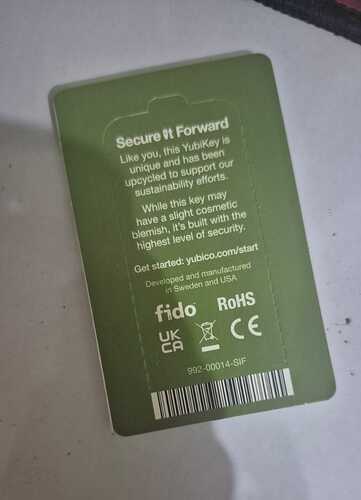 Secure It Forward
Like you, this YubiKey is
unique and has been
upcycled to support our
sustainability efforts.
While this key may
have a slight cosmetic
blemish, it's built with the
highest level of security.
Get started: yubico.com/start
Developed and manufactured
in Sweden and USA
fido RoHS
UK
CA CE
992-00014-SIF